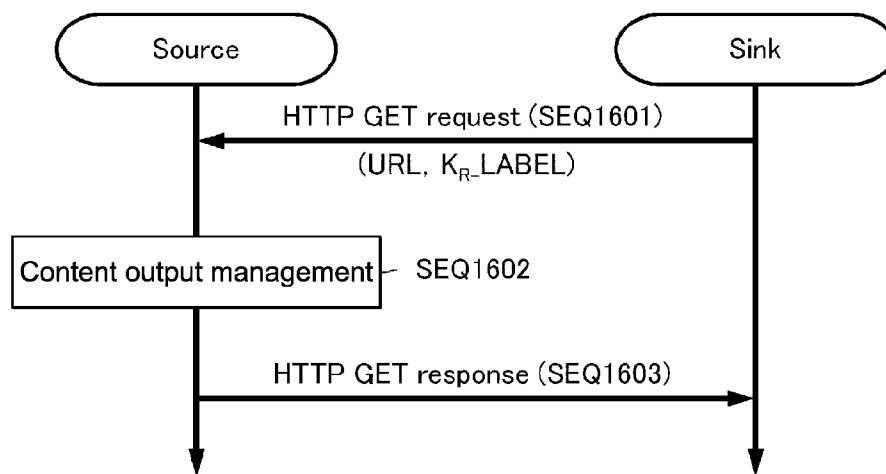 Source
Sink
HTTP GET request (SEQ1601)
(URL, KR_LABEL)
Content output management
SEQ1602
HTTP GET response (SEQ1603)